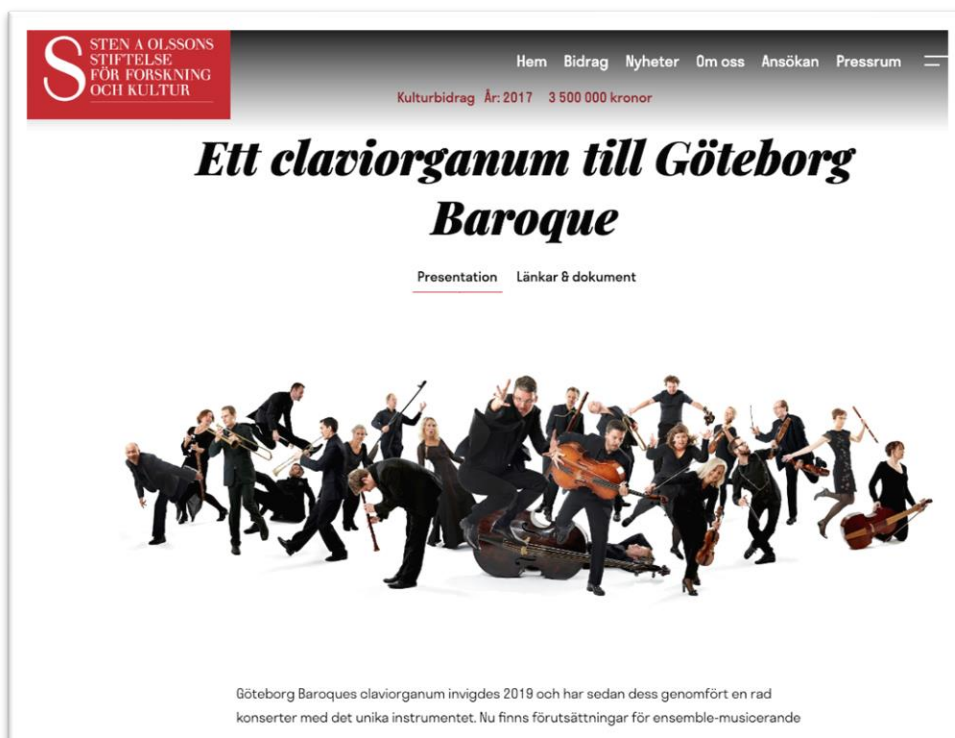 STEN A OLSSONS
STIFTELSE
FÖR FORSKNING
OCH KULTUR
Hem Bidrag Nyheter Om oss Ansökan Pressrum
Kulturbidrag År: 2017 3 500 000 kronor
Ett claviorganum till Göteborg
Baroque
Presentation Länkar & dokument
Göteborg Baroques claviorganum invigdes 2019 och har sedan dess genomfört en rad
konserter med det unika instrumentet. Nu finns förutsättningar för ensemble-musicerande